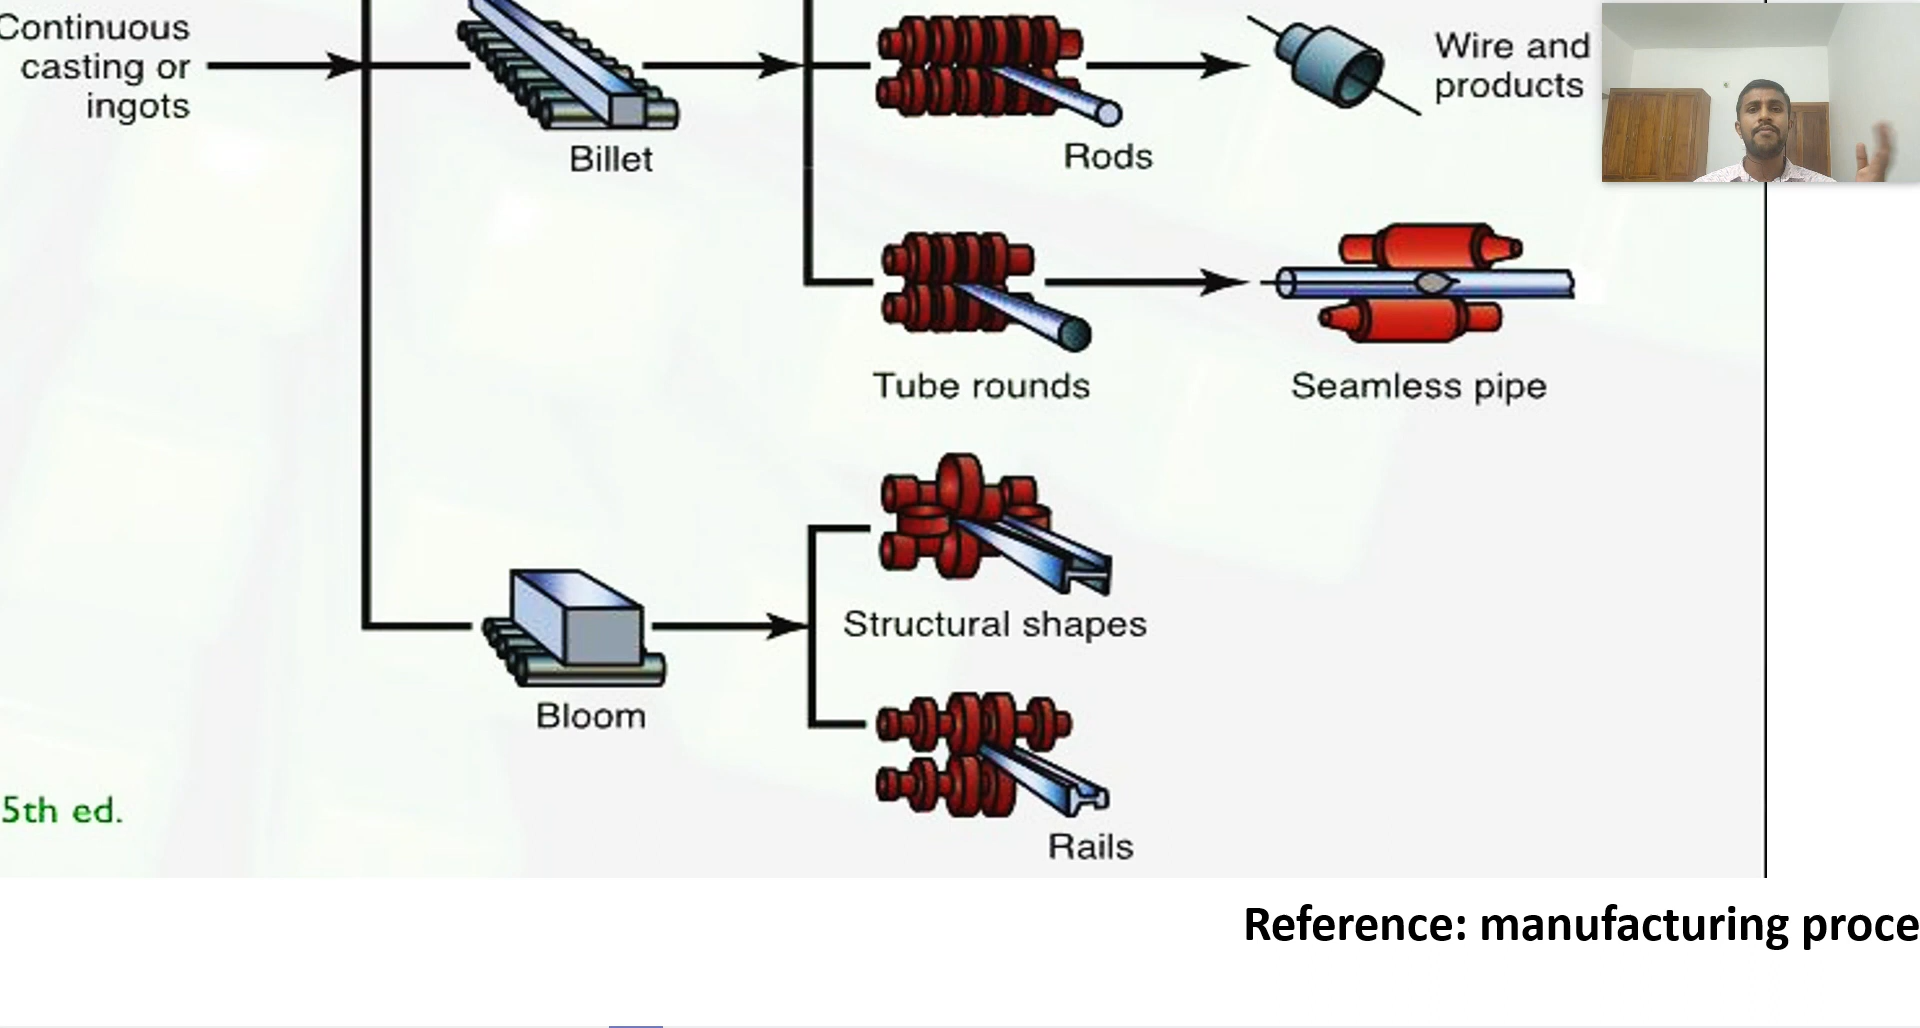 Continuous
casting or
ingots
Billet
Rods
Wire and
products
Tube rounds
Seamless pipe
Structural shapes
Bloom
Rails
5th ed.
Reference: manufacturing proce